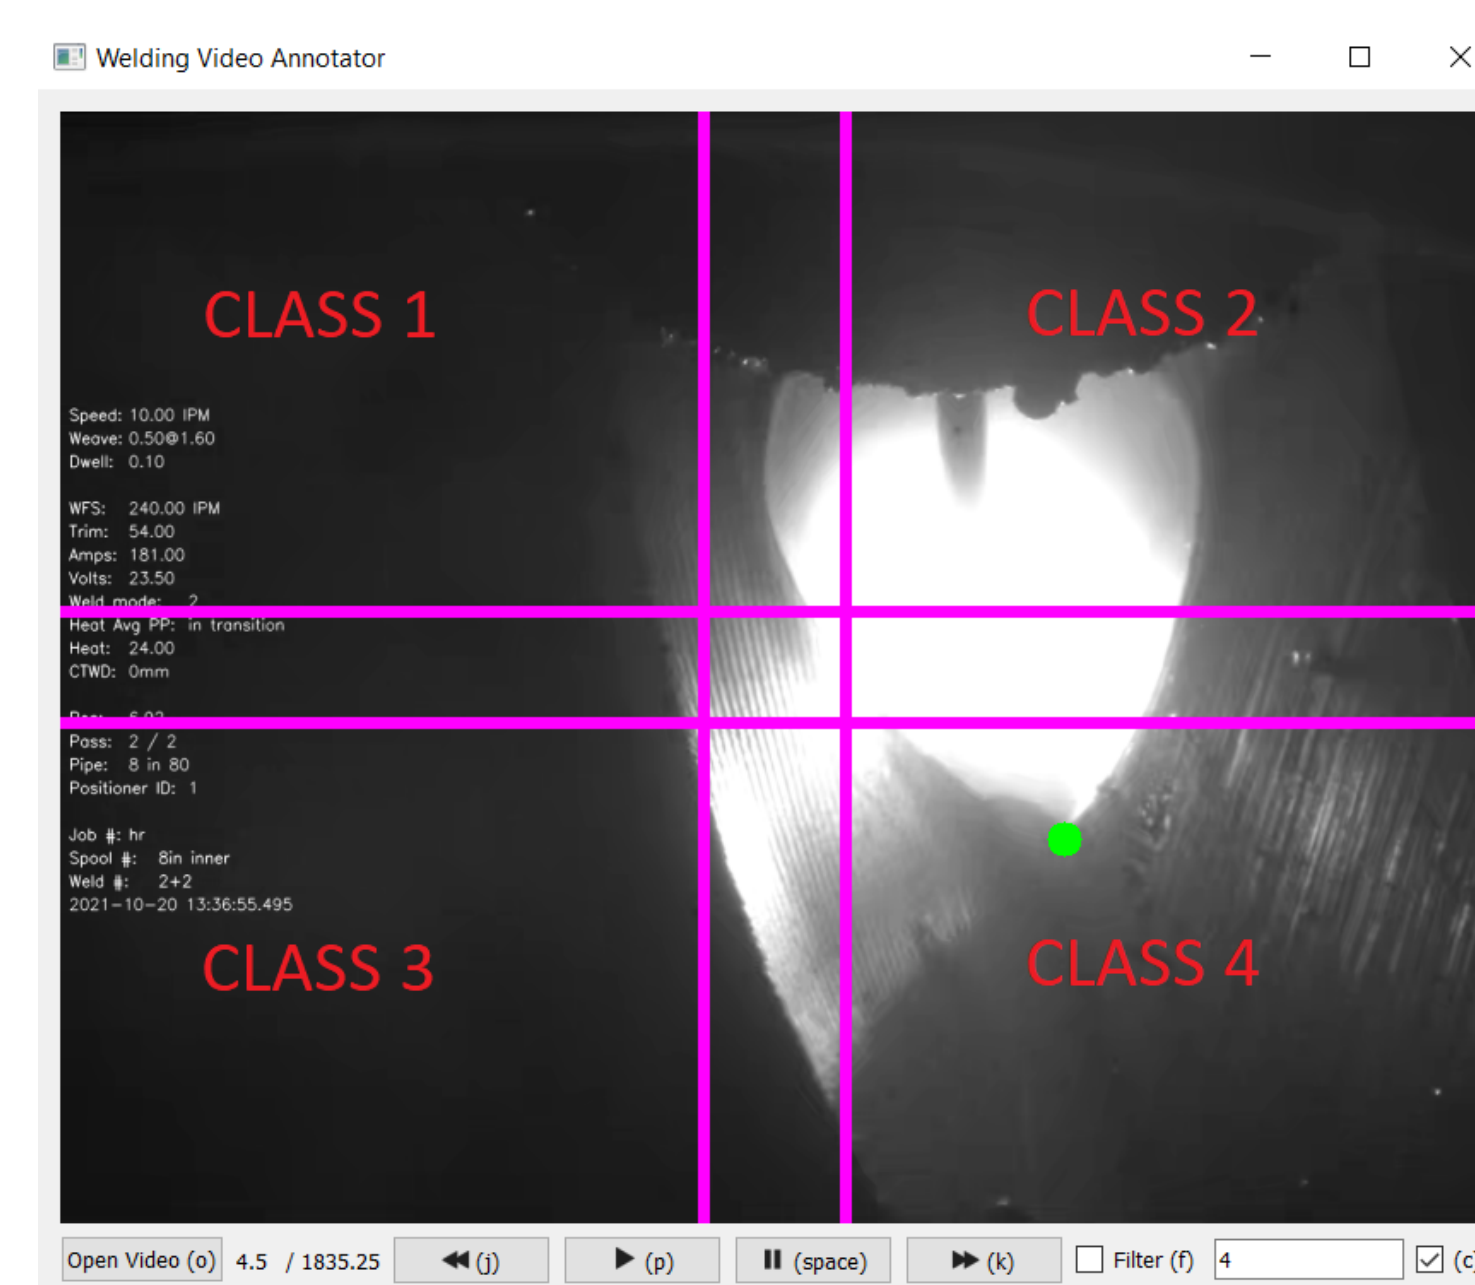 Welding Video Annotator
CLASS 1
CLASS 2
Speed: 10.00 IPM
Weave: 0.50@1.60
Dwell: 0.10
WFS: 240.00 IPM
Trim: 54.00
Amps: 181.00
Volts: 23.50
Weld mode: 2
Heat Avg PP: in transition
Heat: 24.00
CTWD: 0mm
Pass: 2 / 2
Pipe: 8 in 80
Positioner ID: 1
Job #: hr
Spool #: 8in inner
Weld #: 2+2
2021-10-20 13:36:55.495
CLASS 3
CLASS 4
Open Video (o) 4.5 / 1835.25 (j) (p) (space) (k) Filter (f) 4